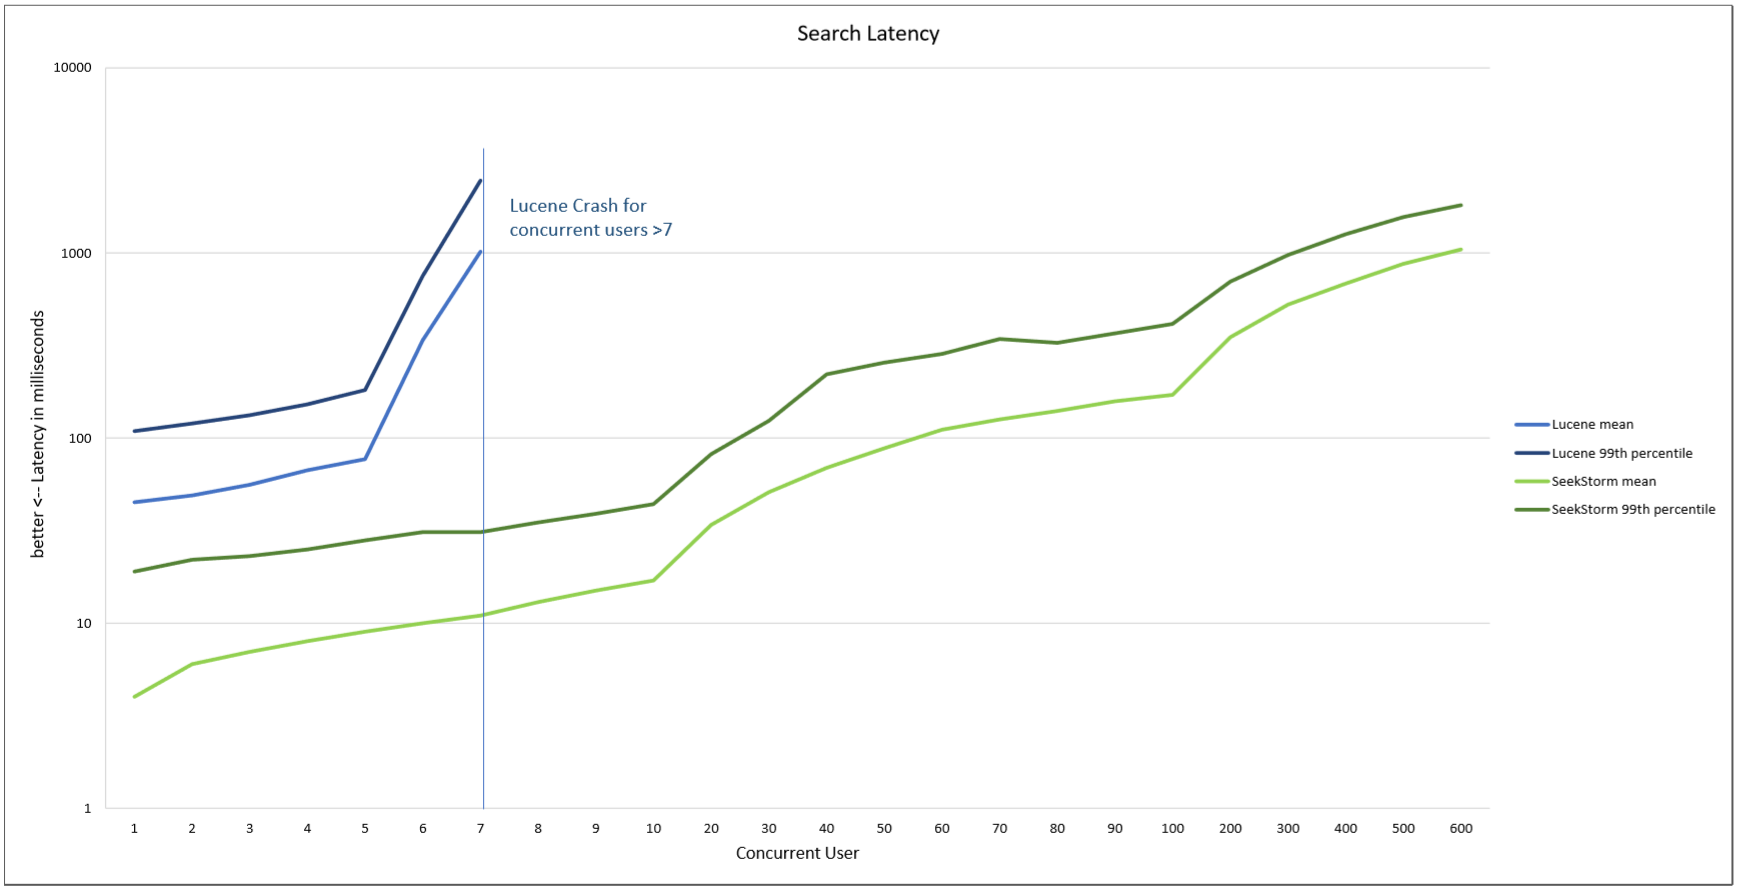 Search Latency
10000
1000
100
10
1
better <-- Latency in milliseconds
Lucene Crash for
concurrent users >7
Lucene mean
Lucene 99th percentile
SeekStorm mean
SeekStorm 99th percentile
1 2 3 4 5 6 7 8 9 10 20 30 40 50 60 70 80 90 100 200 300 400 500 600
Concurrent User